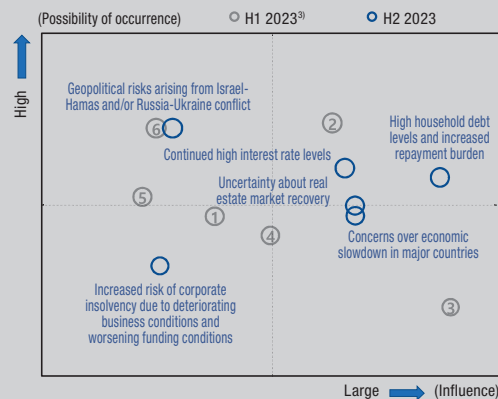 (Possibility of occurrence)
H1 2023³⁾
H2 2023
High
Geopolitical risks arising from Israel-
Hamas and/or Russia-Ukraine conflict
6
2
High household debt
levels and increased
repayment burden
Continued high interest rate levels
Uncertainty about real
estate market recovery
5
1
4
Concerns over economic
slowdown in major countries
Increased risk of corporate
insolvency due to deteriorating
business conditions and
worsening funding conditions
3
Large
(Influence)